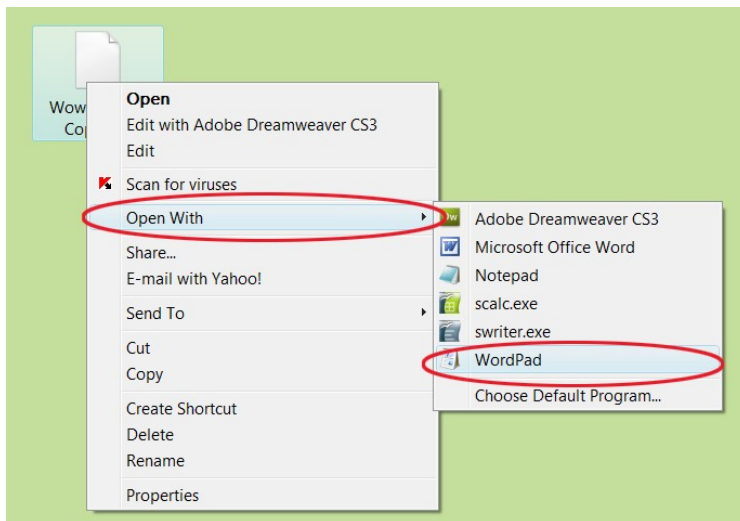 Wow
Co
Open
Edit with Adobe Dreamweaver CS3
Edit
Scan for viruses
Open With
Share...
E-mail with Yahoo!
Send To
Cut
Copy
Create Shortcut
Delete
Rename
Properties
Dw
Adobe Dreamweaver CS3
Microsoft Office Word
Notepad
scalc.exe
swriter.exe
WordPad
Choose Default Program...